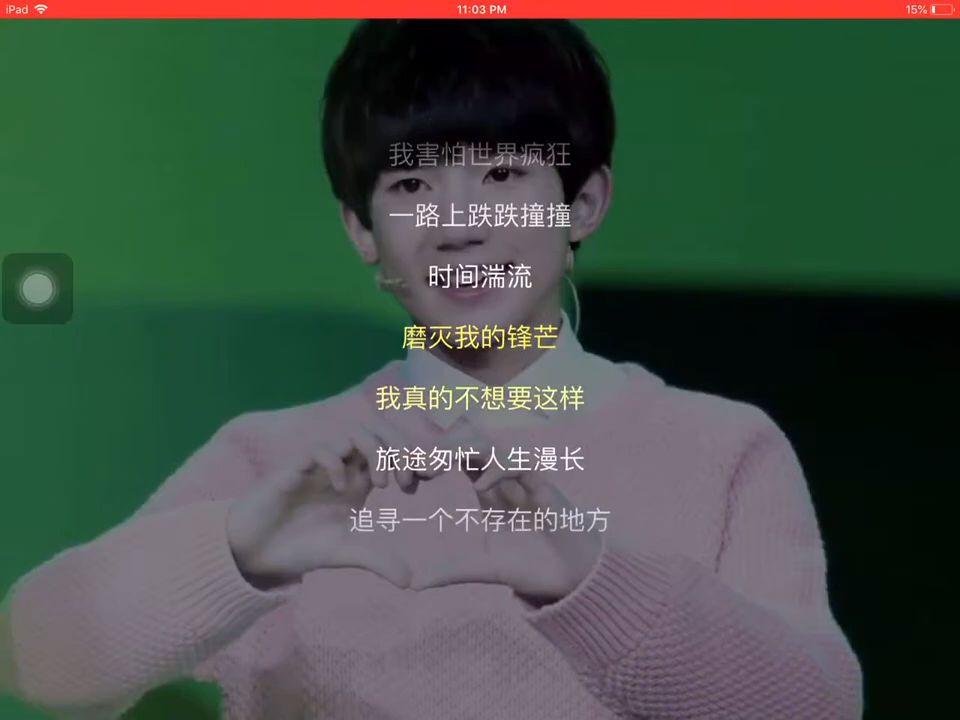 iPad 11:03 PM 15%
我害怕世界疯狂
一路上跌跌撞撞
时间湍流
磨灭我的锋芒
我真的不想要这样
旅途匆忙人生漫长
追寻一个不存在的地方